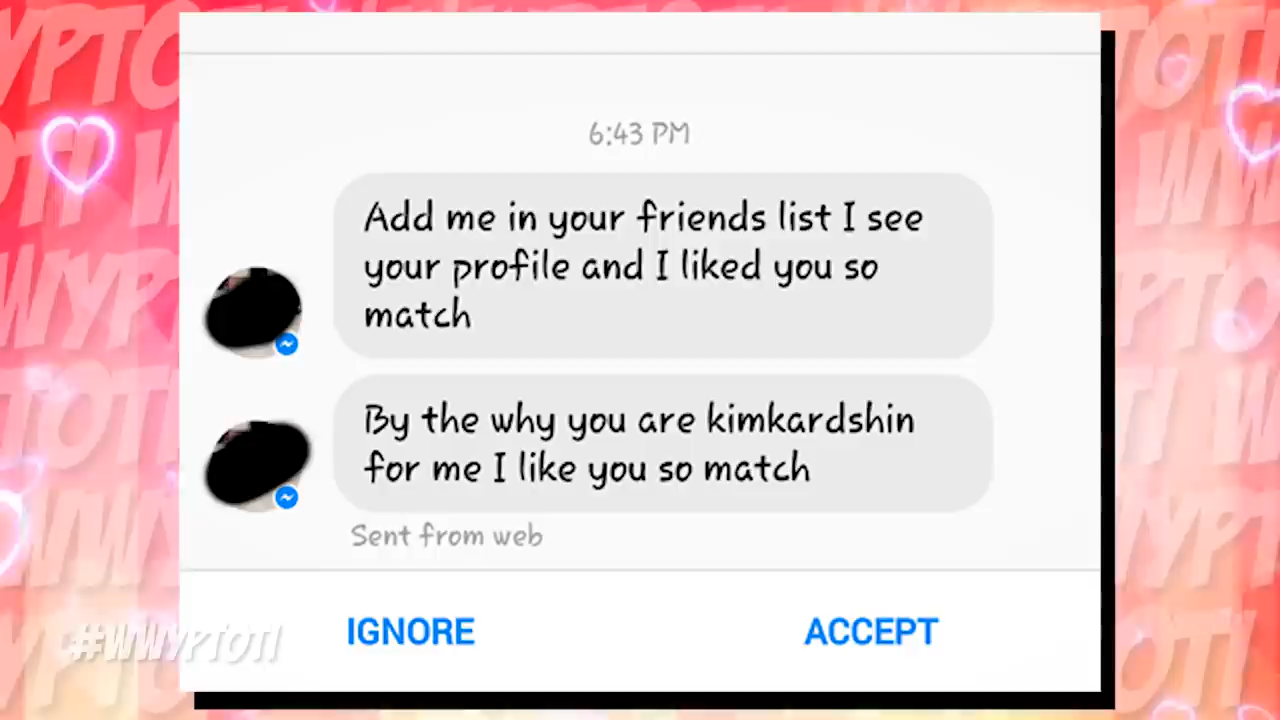 6:43 PM
Add me in your friends list I see
your profile and I liked you so
match
By the why you are kimkardshin
for me I like you so match
Sent from web
IGNORE
ACCEPT
#WWYPTOTI